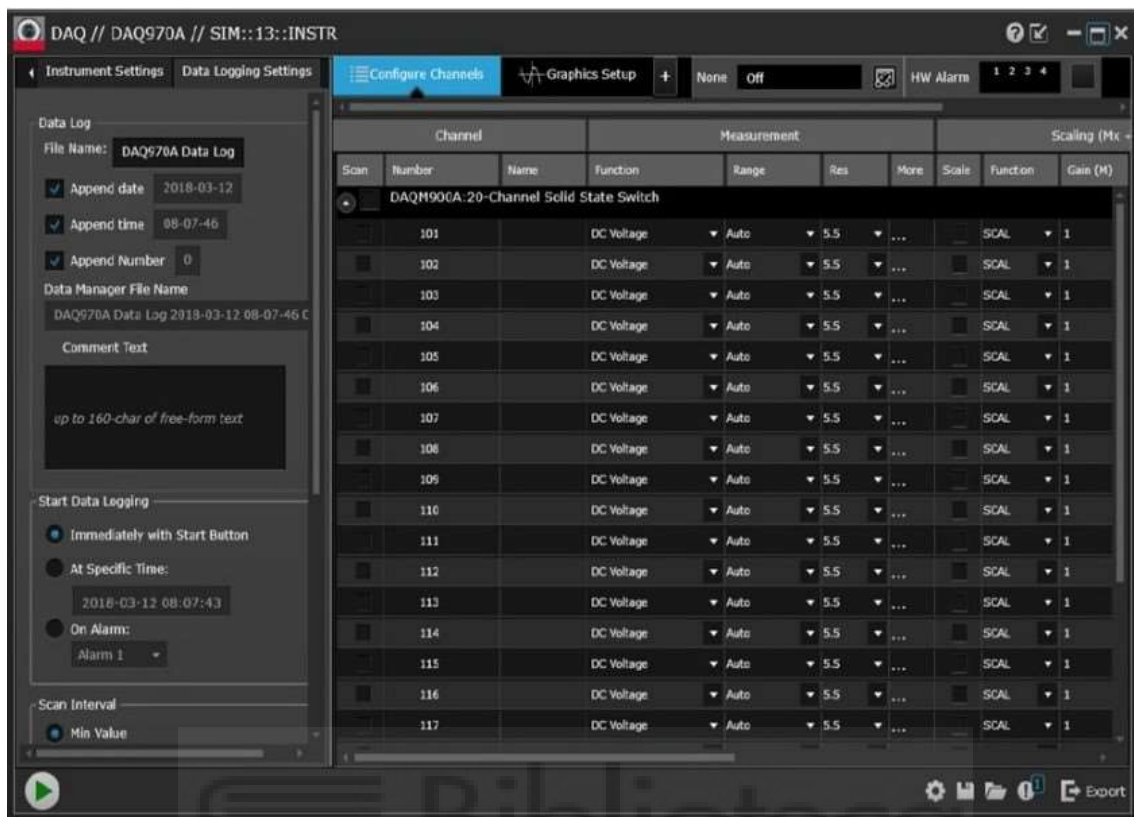 DAQ // DAQ970A // SIM::13::INSTR
Instrument Settings Data Logging Settings
Configure Channels Graphics Setup + None Off HW Alarm 1 2 3 4
Data Log
File Name: DAQ970A Data Log
Append date 2018-03-12
Append time 08-07-46
Append Number 0
Data Manager File Name
DAQ970A Data Log 2018-03-12 08-07-46 0
Comment Text
up to 160-char of free-form text
Start Data Logging
Immediately with Start Button
At Specific Time:
2018-03-12 08:07:43
On Alarm:
Alarm 1
Scan Interval
Min Value
Channel Measurement Scaling (Mx +
Scan Number Name Function Range Res More Scale Function Gain (M)
DAQM900A:20-Channel Solid State Switch
101 DC Voltage Auto 5.5 ... SCAL 1
102 DC Voltage Auto 5.5 ... SCAL 1
103 DC Voltage Auto 5.5 ... SCAL 1
104 DC Voltage Auto 5.5 ... SCAL 1
105 DC Voltage Auto 5.5 ... SCAL 1
106 DC Voltage Auto 5.5 ... SCAL 1
107 DC Voltage Auto 5.5 ... SCAL 1
108 DC Voltage Auto 5.5 ... SCAL 1
109 DC Voltage Auto 5.5 ... SCAL 1
110 DC Voltage Auto 5.5 ... SCAL 1
111 DC Voltage Auto 5.5 ... SCAL 1
112 DC Voltage Auto 5.5 ... SCAL 1
113 DC Voltage Auto 5.5 ... SCAL 1
114 DC Voltage Auto 5.5 ... SCAL 1
115 DC Voltage Auto 5.5 ... SCAL 1
116 DC Voltage Auto 5.5 ... SCAL 1
117 DC Voltage Auto 5.5 ... SCAL 1
1 Export